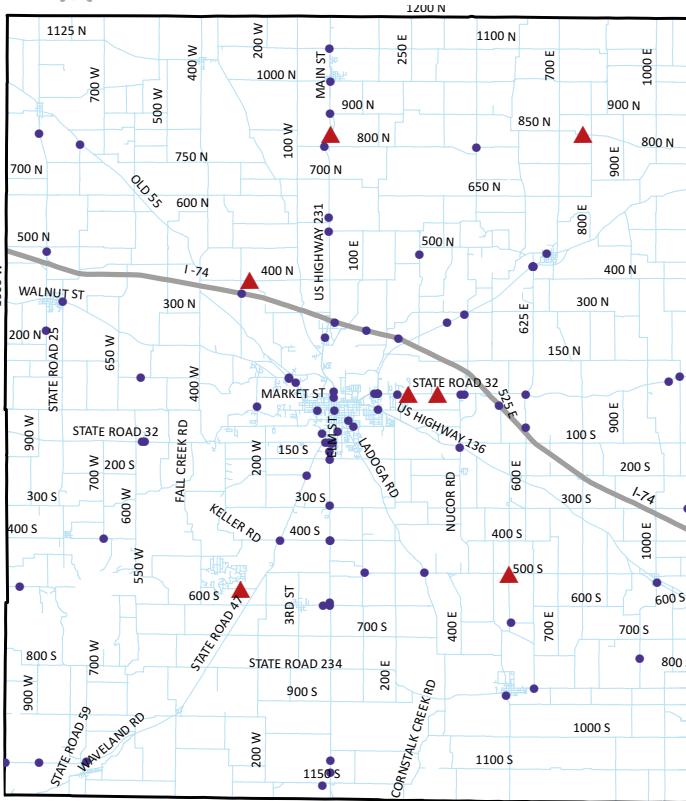 1200 N
1125 N
1100 N
400 W
200 W
MAIN ST
250 E
700 E
1000 E
700 W
1000 N
500 W
900 N
900 N
100 W
800 N
850 N
800 N
750 N
700 N
700 N
900 E
650 N
OLD 55
600 N
800 E
US HIGHWAY 231
500 N
100 E
500 N
I -74
400 N
400 N
WALNUT ST
300 N
300 N
625 E
200 N
STATE ROAD 25
650 W
150 N
400 W
MARKET ST
STATE ROAD 32
525 E
900 W
STATE ROAD 32
US HIGHWAY 136
900 E
100 S
ELM ST
150 S
200 S
700 W
FALL CREEK RD
200 W
LADOGA RD
600 E
200 S
300 S
600 W
300 S
NUCOR RD
300 S
I-74
400 S
KELLER RD
400 S
400 S
1000 E
550 W
500 S
600 S
3RD ST
600 S
600 S
STATE ROAD 47
700 S
400 E
700 E
700 S
800 S
700 W
STATE ROAD 234
200 E
800
900 W
900 S
STATE ROAD 59
WAVELAND RD
200 W
CORNSTALK CREEK RD
1000 S
1100 S
1150 S